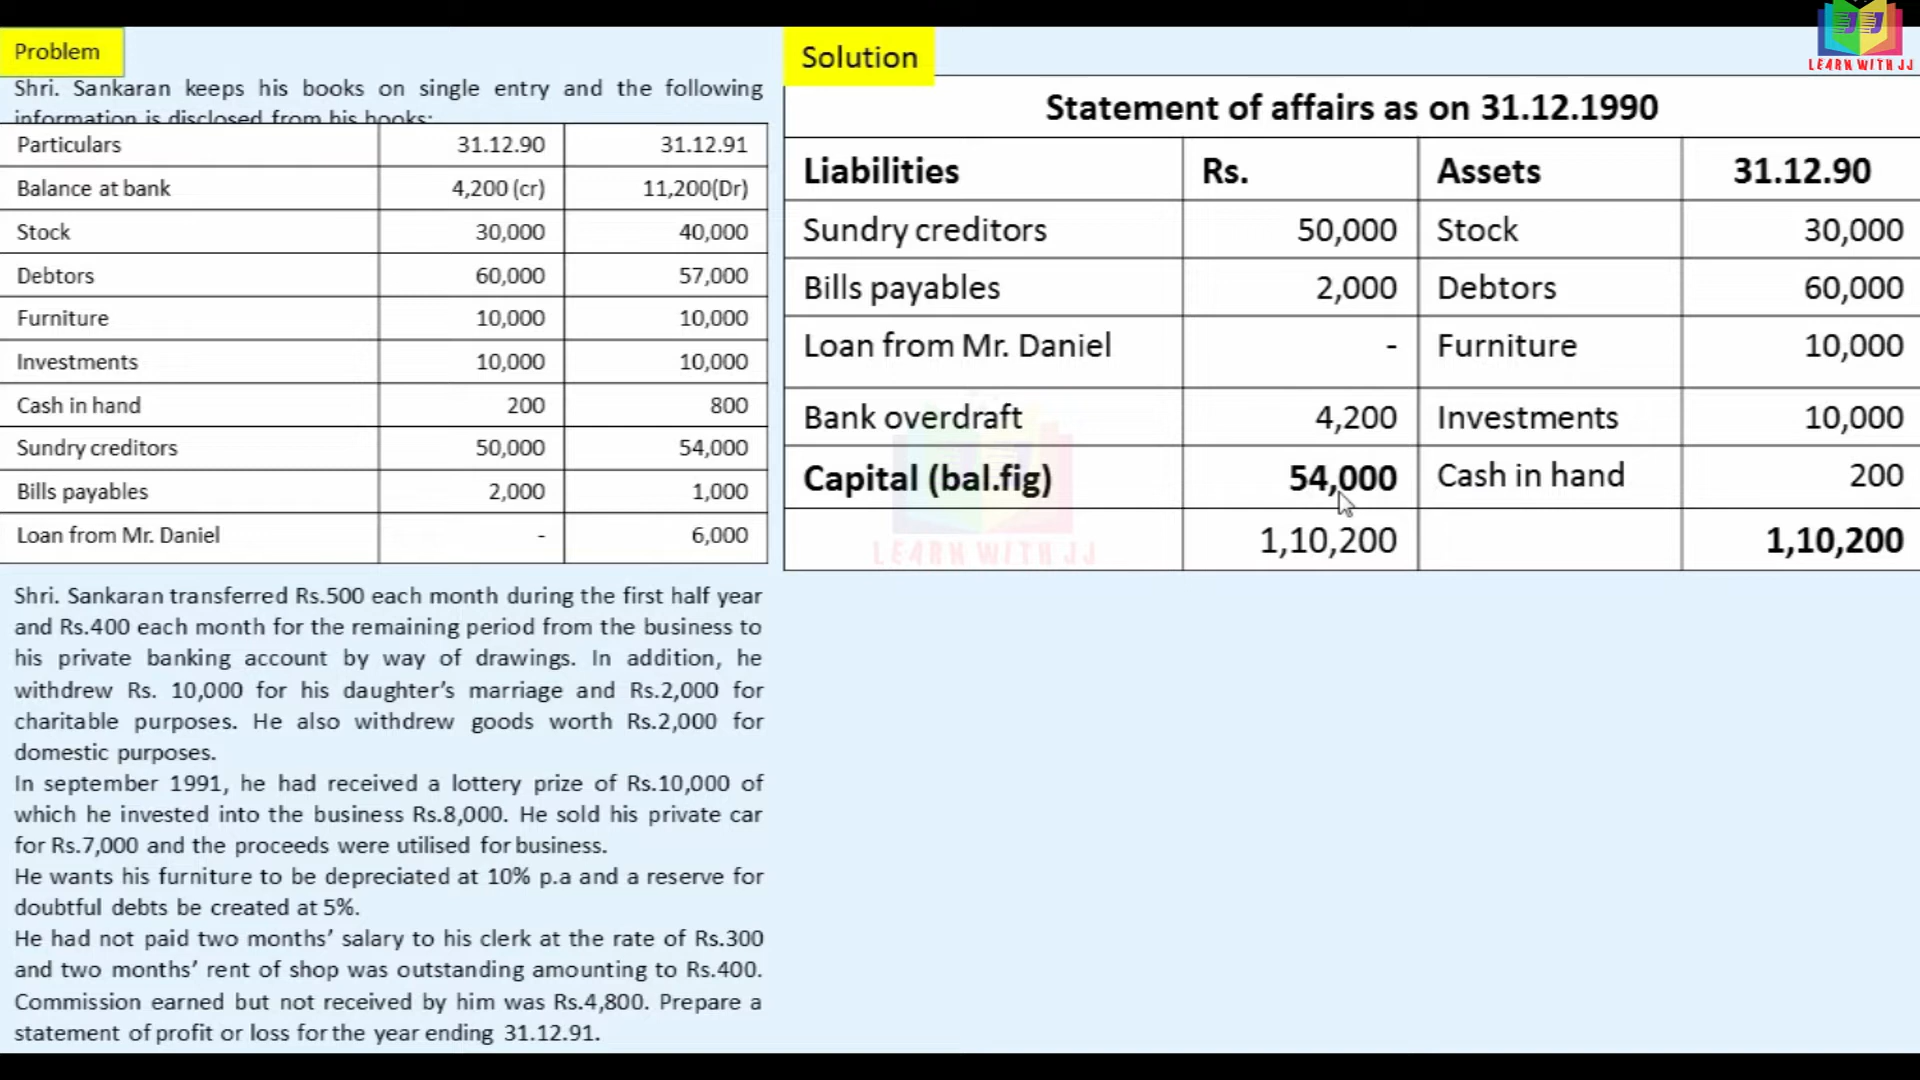 Problem
Shri. Sankaran keeps his books on single entry and the following
information is disclosed from his books:
Particulars 31.12.90 31.12.91
Balance at bank 4,200 (cr) 11,200(Dr)
Stock 30,000 40,000
Debtors 60,000 57,000
Furniture 10,000 10,000
Investments 10,000 10,000
Cash in hand 200 800
Sundry creditors 50,000 54,000
Bills payables 2,000 1,000
Loan from Mr. Daniel - 6,000
Shri. Sankaran transferred Rs.500 each month during the first half year
and Rs.400 each month for the remaining period from the business to
his private banking account by way of drawings. In addition, he
withdrew Rs. 10,000 for his daughter's marriage and Rs.2,000 for
charitable purposes. He also withdrew goods worth Rs.2,000 for
domestic purposes.
In september 1991, he had received a lottery prize of Rs.10,000 of
which he invested into the business Rs.8,000. He sold his private car
for Rs.7,000 and the proceeds were utilised for business.
He wants his furniture to be depreciated at 10% p.a and a reserve for
doubtful debts be created at 5%.
He had not paid two months' salary to his clerk at the rate of Rs.300
and two months' rent of shop was outstanding amounting to Rs.400.
Commission earned but not received by him was Rs.4,800. Prepare a
statement of profit or loss for the year ending 31.12.91.
Solution
Statement of affairs as on 31.12.1990
Liabilities Rs. Assets 31.12.90
Sundry creditors 50,000 Stock 30,000
Bills payables 2,000 Debtors 60,000
Loan from Mr. Daniel - Furniture 10,000
Bank overdraft 4,200 Investments 10,000
Capital (bal.fig) 54,000 Cash in hand 200
1,10,200 1,10,200
LEARN WITH JJ
JJ
LEARN WITH JJ